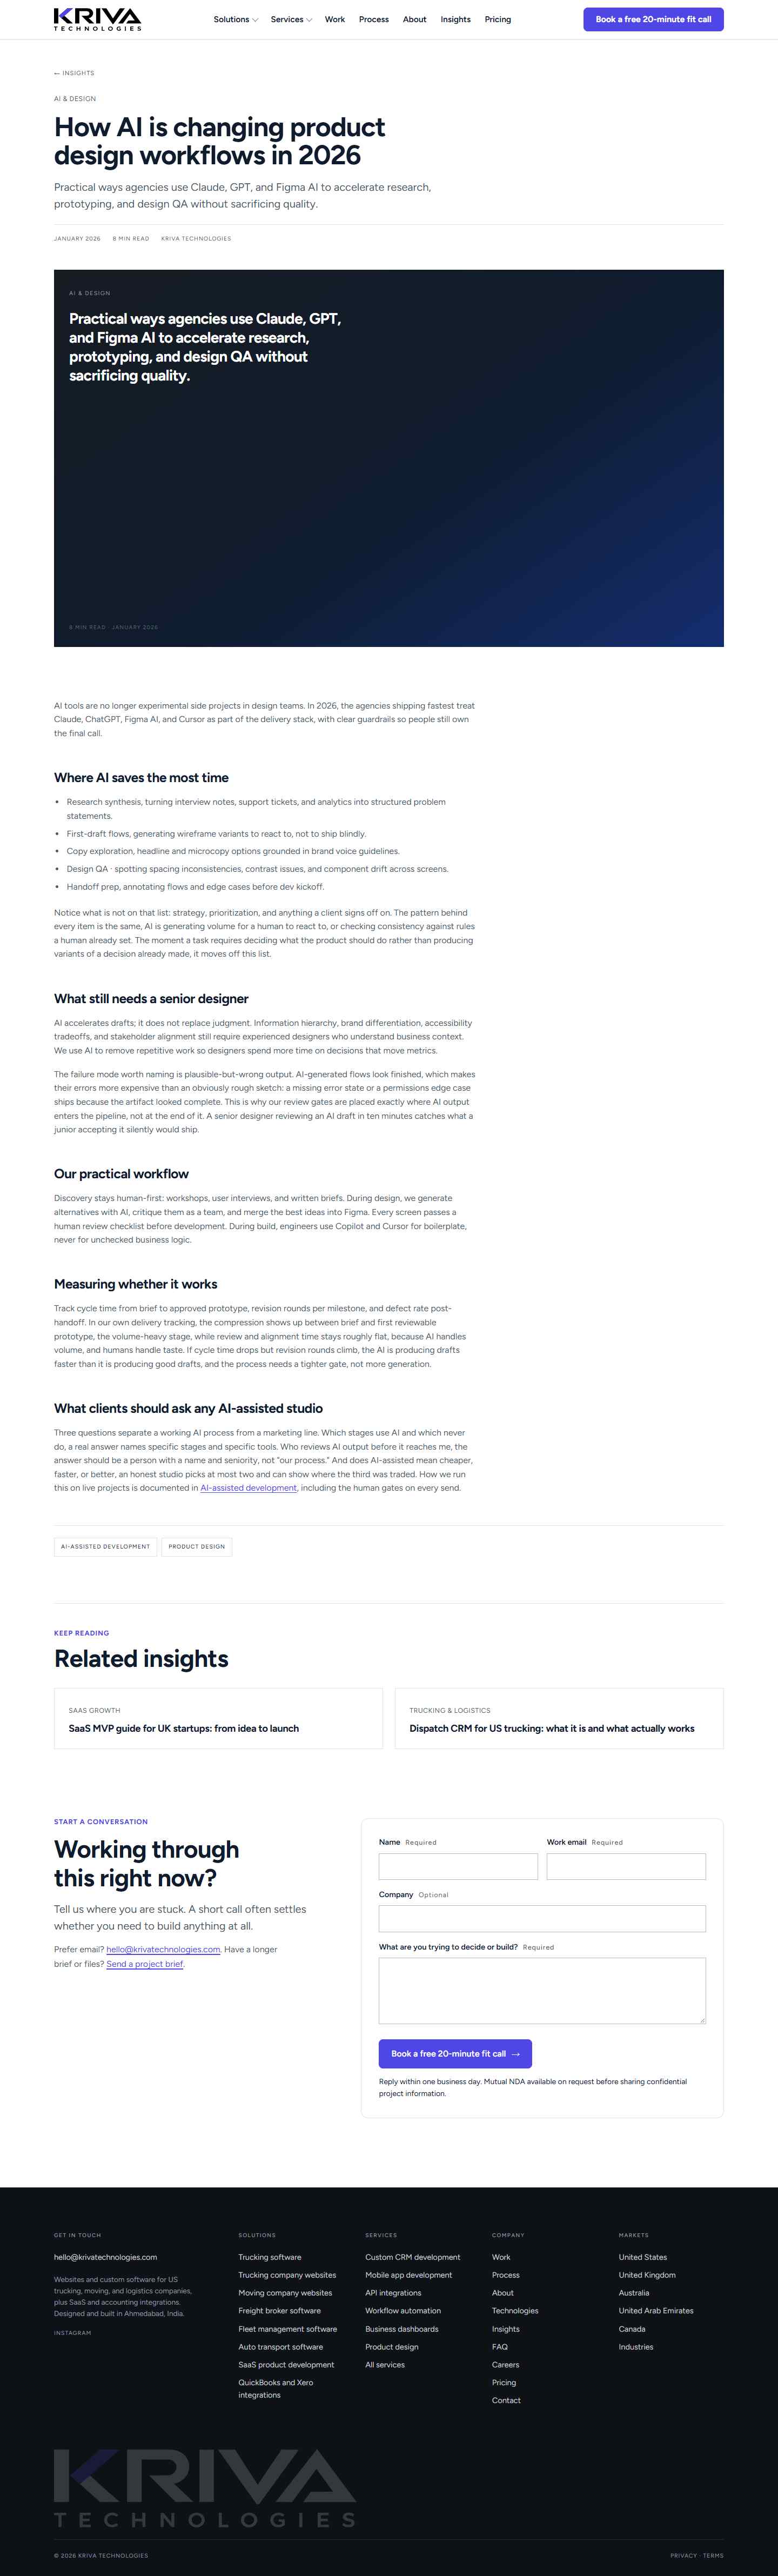 KRIVA
TECHNOLOGIES
Solutions
Services
Work
Process
About
Insights
Pricing
Book a free 20-minute fit call
← INSIGHTS
AI & DESIGN
How AI is changing product
design workflows in 2026
Practical ways agencies use Claude, GPT, and Figma AI to accelerate research,
prototyping, and design QA without sacrificing quality.
JANUARY 2026
8 MIN READ
KRIVA TECHNOLOGIES
AI & DESIGN
Practical ways agencies use Claude, GPT,
and Figma AI to accelerate research,
prototyping, and design QA without
sacrificing quality.
8 MIN READ · JANUARY 2026
AI tools are no longer experimental side projects in design teams. In 2026, the agencies shipping fastest treat
Claude, ChatGPT, Figma AI, and Cursor as part of the delivery stack, with clear guardrails so people still own
the final call.
Where AI saves the most time
• Research synthesis, turning interview notes, support tickets, and analytics into structured problem
statements.
• First-draft flows, generating wireframe variants to react to, not to ship blindly.
• Copy exploration, headline and microcopy options grounded in brand voice guidelines.
• Design QA · spotting spacing inconsistencies, contrast issues, and component drift across screens.
• Handoff prep, annotating flows and edge cases before dev kickoff.
Notice what is not on that list: strategy, prioritization, and anything a client signs off on. The pattern behind
every item is the same, AI is generating volume for a human to react to, or checking consistency against rules
a human already set. The moment a task requires deciding what the product should do rather than producing
variants of a decision already made, it moves off this list.
What still needs a senior designer
AI accelerates drafts; it does not replace judgment. Information hierarchy, brand differentiation, accessibility
tradeoffs, and stakeholder alignment still require experienced designers who understand business context.
We use AI to remove repetitive work so designers spend more time on decisions that move metrics.
The failure mode worth naming is plausible-but-wrong output. AI-generated flows look finished, which makes
their errors more expensive than an obviously rough sketch: a missing error state or a permissions edge case
ships because the artifact looked complete. This is why our review gates are placed exactly where AI output
enters the pipeline, not at the end of it. A senior designer reviewing an AI draft in ten minutes catches what a
junior accepting it silently would ship.
Our practical workflow
Discovery stays human-first: workshops, user interviews, and written briefs. During design, we generate
alternatives with AI, critique them as a team, and merge the best ideas into Figma. Every screen passes a
human review checklist before development. During build, engineers use Copilot and Cursor for boilerplate,
never for unchecked business logic.
Measuring whether it works
Track cycle time from brief to approved prototype, revision rounds per milestone, and defect rate post-
handoff. In our own delivery tracking, the compression shows up between brief and first reviewable
prototype, the volume-heavy stage, while review and alignment time stays roughly flat, because AI handles
volume, and humans handle taste. If cycle time drops but revision rounds climb, the AI is producing drafts
faster than it is producing good drafts, and the process needs a tighter gate, not more generation.
What clients should ask any AI-assisted studio
Three questions separate a working AI process from a marketing line. Which stages use AI and which never
do, a real answer names specific stages and specific tools. Who reviews AI output before it reaches me, the
answer should be a person with a name and seniority, not "our process." And does AI-assisted mean cheaper,
faster, or better, an honest studio picks at most two and can show where the third was traded. How we run
this on live projects is documented in AI-assisted development, including the human gates on every send.
AI-ASSISTED DEVELOPMENT
PRODUCT DESIGN
KEEP READING
Related insights
SAAS GROWTH
SaaS MVP guide for UK startups: from idea to launch
TRUCKING & LOGISTICS
Dispatch CRM for US trucking: what it is and what actually works
START A CONVERSATION
Working through
this right now?
Tell us where you are stuck. A short call often settles
whether you need to build anything at all.
Prefer email? hello@krivatechnologies.com. Have a longer
brief or files? Send a project brief.
Name Required
Work email Required
Company Optional
What are you trying to decide or build? Required
Book a free 20-minute fit call →
Reply within one business day. Mutual NDA available on request before sharing confidential
project information.
GET IN TOUCH
hello@krivatechnologies.com
Websites and custom software for US
trucking, moving, and logistics companies,
plus SaaS and accounting integrations.
Designed and built in Ahmedabad, India.
INSTAGRAM
SOLUTIONS
Trucking software
Trucking company websites
Moving company websites
Freight broker software
Fleet management software
Auto transport software
SaaS product development
QuickBooks and Xero
integrations
SERVICES
Custom CRM development
Mobile app development
API integrations
Workflow automation
Business dashboards
Product design
All services
COMPANY
Work
Process
About
Technologies
Insights
FAQ
Careers
Pricing
Contact
MARKETS
United States
United Kingdom
Australia
United Arab Emirates
Canada
Industries
KRIVA
TECHNOLOGIES
© 2026 KRIVA TECHNOLOGIES
PRIVACY · TERMS